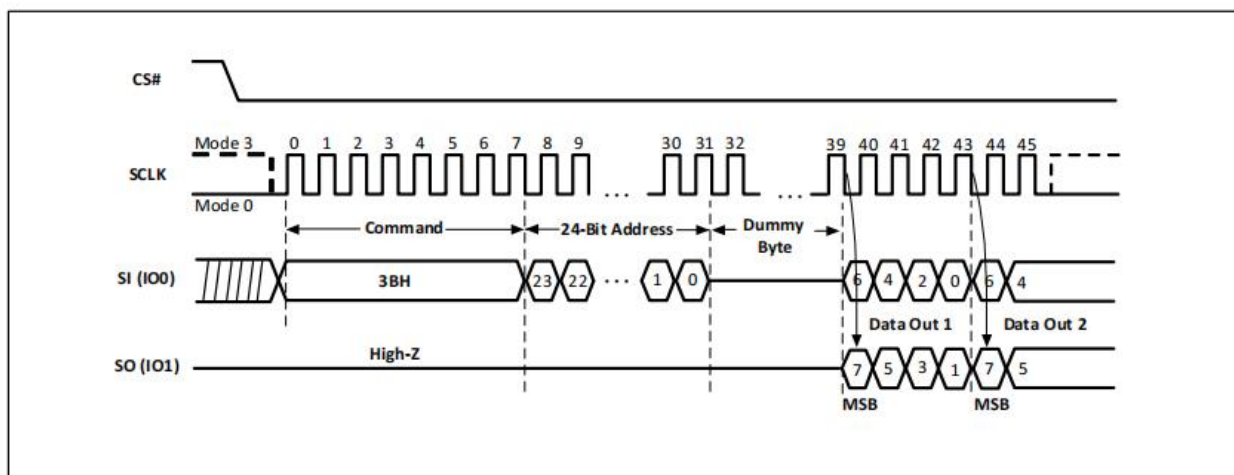 CS#
Mode 3 0 1 2 3 4 5 6 7 8 9 30 31 32 39 40 41 42 43 44 45
SCLK
... ...
Mode 0
Command 24-Bit Address Dummy
Byte
SI (IO0) 3BH 23 22 ... 1 0 6 4 2 0 6 4
Data Out 1 Data Out 2
High-Z
SO (IO1) 7 5 3 1 7 5
MSB MSB